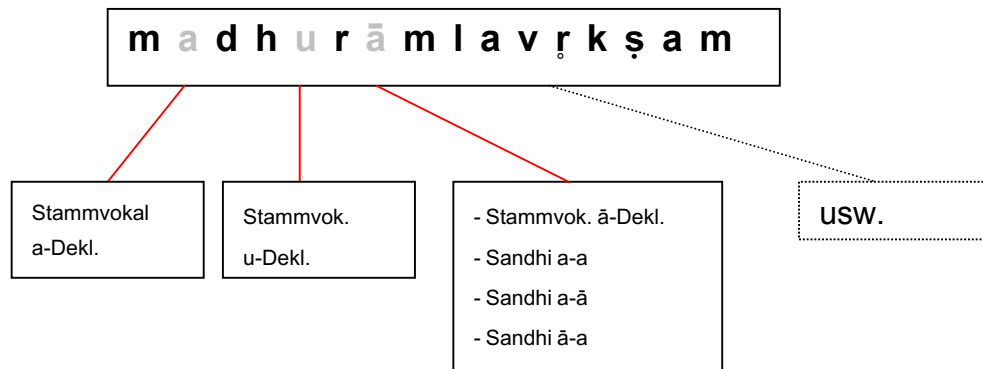 m a d h u r ā m l a v r̥ k ṣ a m
Stammvokal
a-Dekl.
Stammvok.
u-Dekl.
- Stammvok. ā-Dekl.
- Sandhi a-a
- Sandhi a-ā
- Sandhi ā-a
usw.